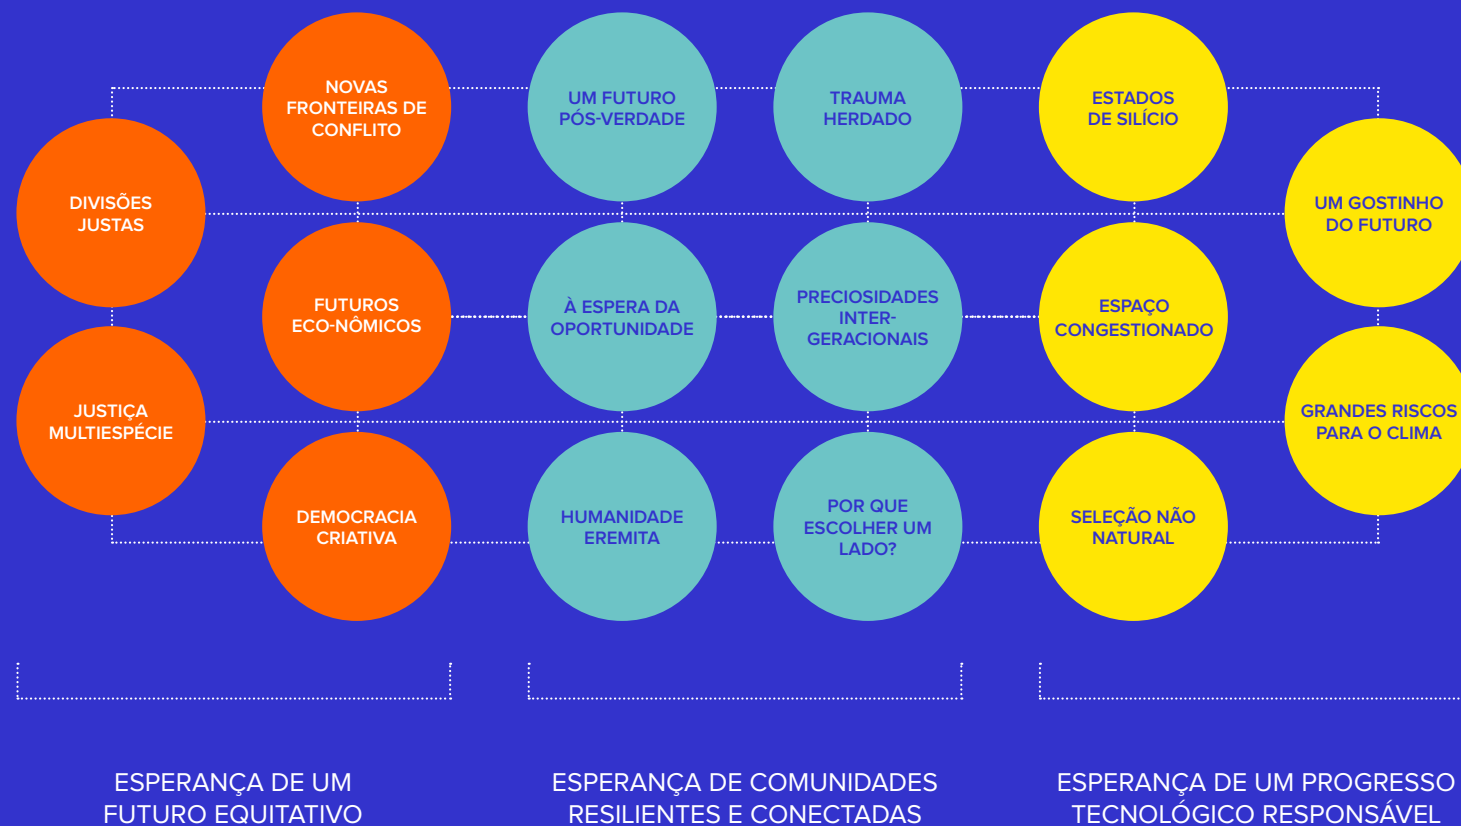 NOVAS
FRONTEIRAS DE
CONFLITO
UM FUTURO
PÓS-VERDADE
TRAUMA
HERDADO
ESTADOS
DE SILÍCIO
DIVISÕES
JUSTAS
UM GOSTINHO
DO FUTURO
FUTUROS
ECO-NÔMICOS
À ESPERA DA
OPORTUNIDADE
PRECIOSIDADES
INTER-
GERACIONAIS
ESPAÇO
CONGESTIONADO
JUSTIÇA
MULTIESPÉCIE
GRANDES RISCOS
PARA O CLIMA
DEMOCRACIA
CRIATIVA
HUMANIDADE
EREMITA
POR QUE
ESCOLHER UM
LADO?
SELEÇÃO NÃO
NATURAL
ESPERANÇA DE UM
FUTURO EQUITATIVO
ESPERANÇA DE COMUNIDADES
RESILIENTES E CONECTADAS
ESPERANÇA DE UM PROGRESSO
TECNOLÓGICO RESPONSÁVEL